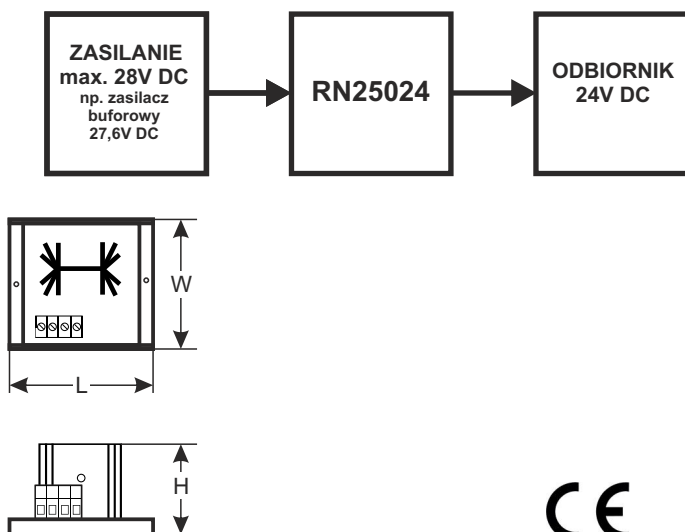 ZASILANIE
max. 28V DC
np. zasilacz
buforowy
27,6V DC
RN25024
ODBIORNIK
24V DC
W
L
H
CE